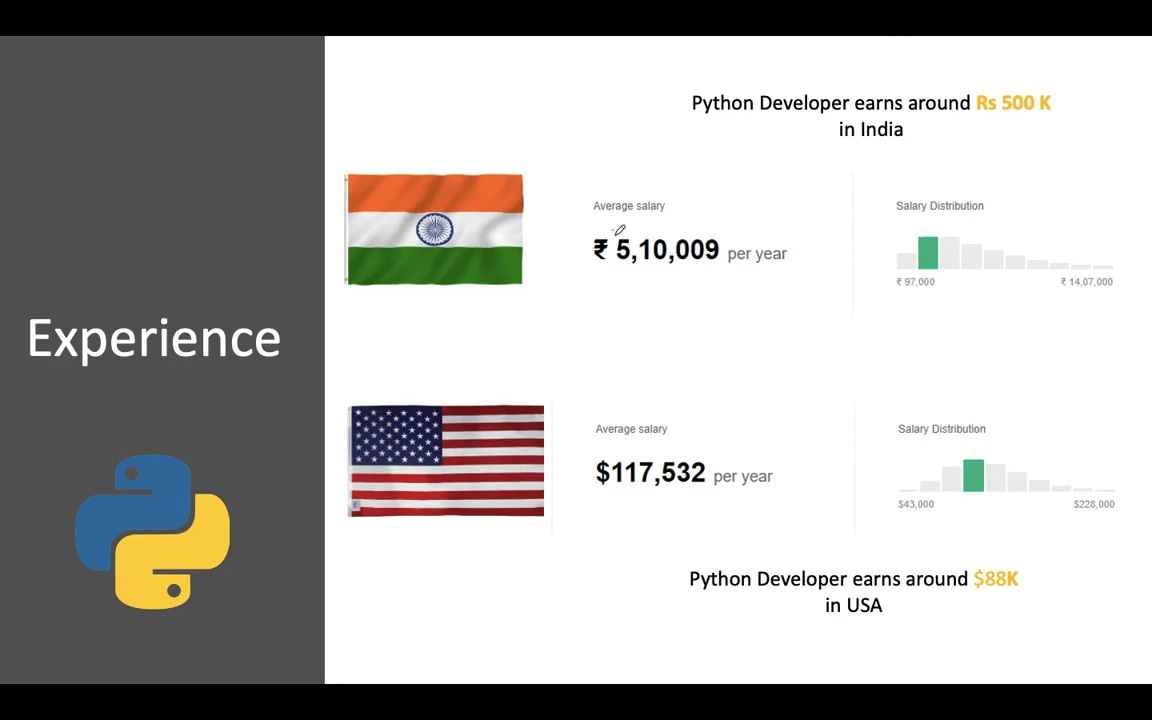 Experience
Python Developer earns around Rs 500 K
in India
Average salary
₹ 5,10,009 per year
Salary Distribution
₹ 97,000 ₹ 14,07,000
Average salary
$117,532 per year
Salary Distribution
$43,000 $228,000
Python Developer earns around $88K
in USA